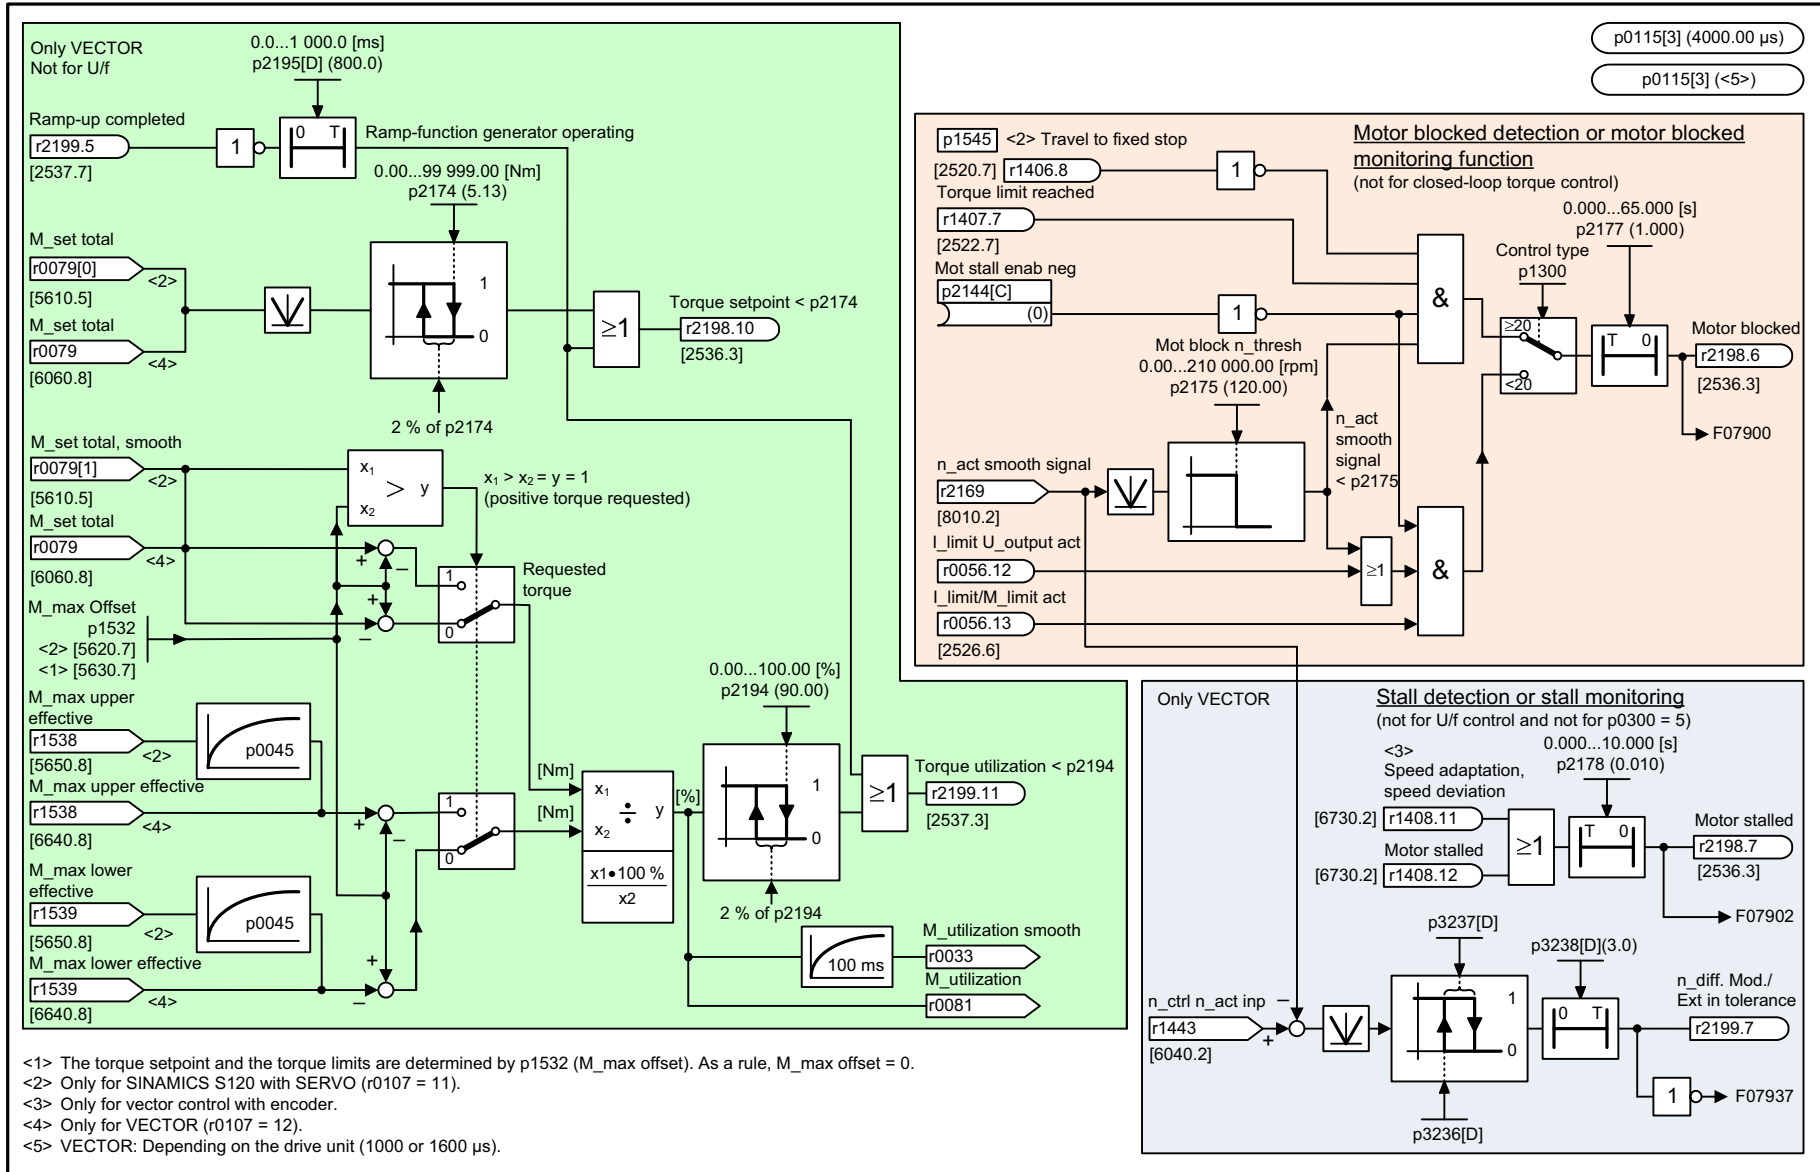 Only VECTOR
Not for U/f
0.0...1 000.0 [ms]
p2195[D] (800.0)
Ramp-up completed
r2199.5
[2537.7]
1
0 T
Ramp-function generator operating
0.00...99 999.00 [Nm]
p2174 (5.13)
M_set total
r0079[0]
<2>
[5610.5]
M_set total
r0079
<4>
[6060.8]
1
0
2 % of p2174
≥1
Torque setpoint < p2174
r2198.10
[2536.3]
M_set total, smooth
r0079[1]
<2>
[5610.5]
M_set total
r0079
<4>
[6060.8]
x1
x2
> y
x1 > x2 = y = 1
(positive torque requested)
+
–
+
–
1
0
Requested
torque
M_max Offset
p1532
<2> [5620.7]
<1> [5630.7]
M_max upper
effective
r1538
<2>
[5650.8]
p0045
M_max upper effective
r1538
<4>
[6640.8]
+
–
1
0
M_max lower
effective
r1539
<2>
[5650.8]
p0045
M_max lower effective
r1539
<4>
[6640.8]
+
–
[Nm]
[Nm]
x1
x2
÷ y
x1•100 %
x2
[%]
0.00...100.00 [%]
p2194 (90.00)
1
0
2 % of p2194
≥1
Torque utilization < p2194
r2199.11
[2537.3]
100 ms
M_utilization smooth
r0033
M_utilization
r0081
p0115[3] (4000.00 µs)
p0115[3] (<5>)
Motor blocked detection or motor blocked
monitoring function
(not for closed-loop torque control)
p1545 <2> Travel to fixed stop
[2520.7] r1406.8
1
Torque limit reached
r1407.7
[2522.7]
Mot stall enab neg
p2144[C]
(0)
1
Mot block n_thresh
0.00...210 000.00 [rpm]
p2175 (120.00)
n_act smooth signal
r2169
[8010.2]
n_act
smooth
signal
< p2175
I_limit U_output act
r0056.12
I_limit/M_limit act
r0056.13
[2526.6]
≥1
&
&
Control type
p1300
≥20
<20
0.000...65.000 [s]
p2177 (1.000)
T 0
Motor blocked
r2198.6
[2536.3]
F07900
Only VECTOR
Stall detection or stall monitoring
(not for U/f control and not for p0300 = 5)
<3>
Speed adaptation,
speed deviation
[6730.2] r1408.11
Motor stalled
[6730.2] r1408.12
≥1
0.000...10.000 [s]
p2178 (0.010)
T 0
Motor stalled
r2198.7
[2536.3]
F07902
n_ctrl n_act inp
r1443
[6040.2]
–
+
p3237[D]
1
0
p3236[D]
p3238[D](3.0)
0 T
n_diff. Mod./
Ext in tolerance
r2199.7
1
F07937
<1> The torque setpoint and the torque limits are determined by p1532 (M_max offset). As a rule, M_max offset = 0.
<2> Only for SINAMICS S120 with SERVO (r0107 = 11).
<3> Only for vector control with encoder.
<4> Only for VECTOR (r0107 = 12).
<5> VECTOR: Depending on the drive unit (1000 or 1600 µs).